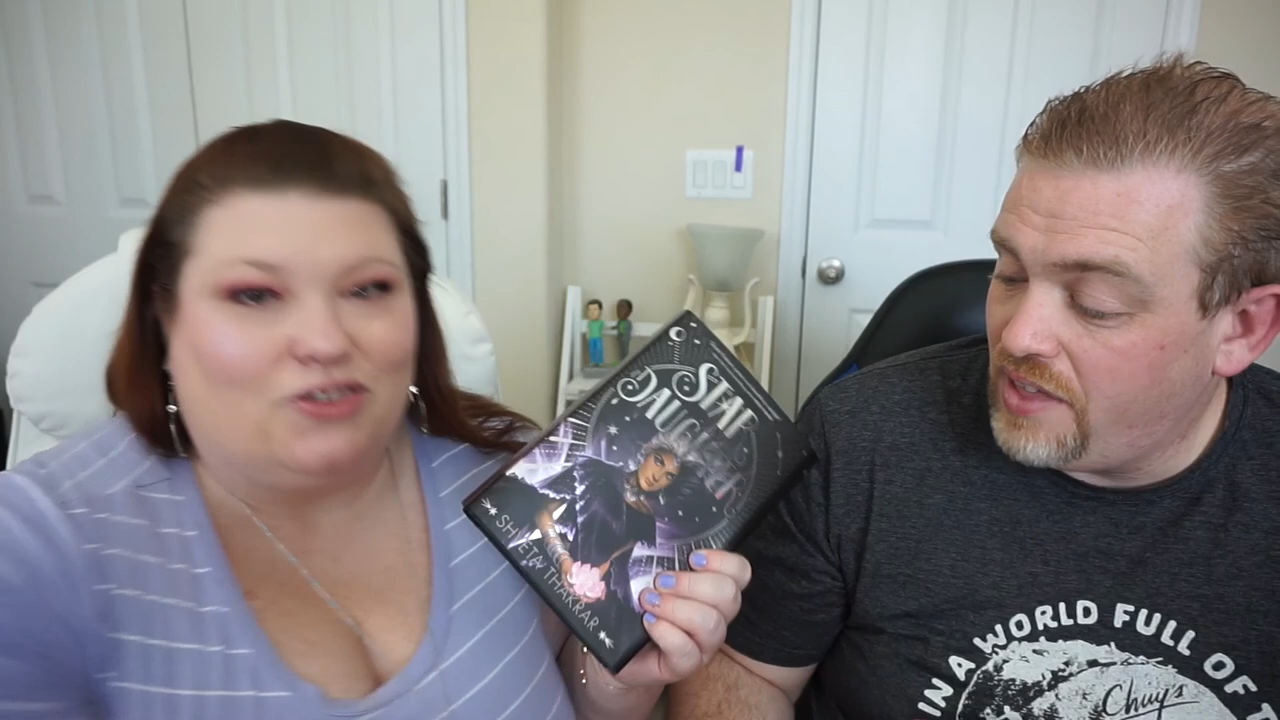 STAR
DAUGHTER
SHVETA THAKRAR
IN A WORLD FULL OF
Chuy's